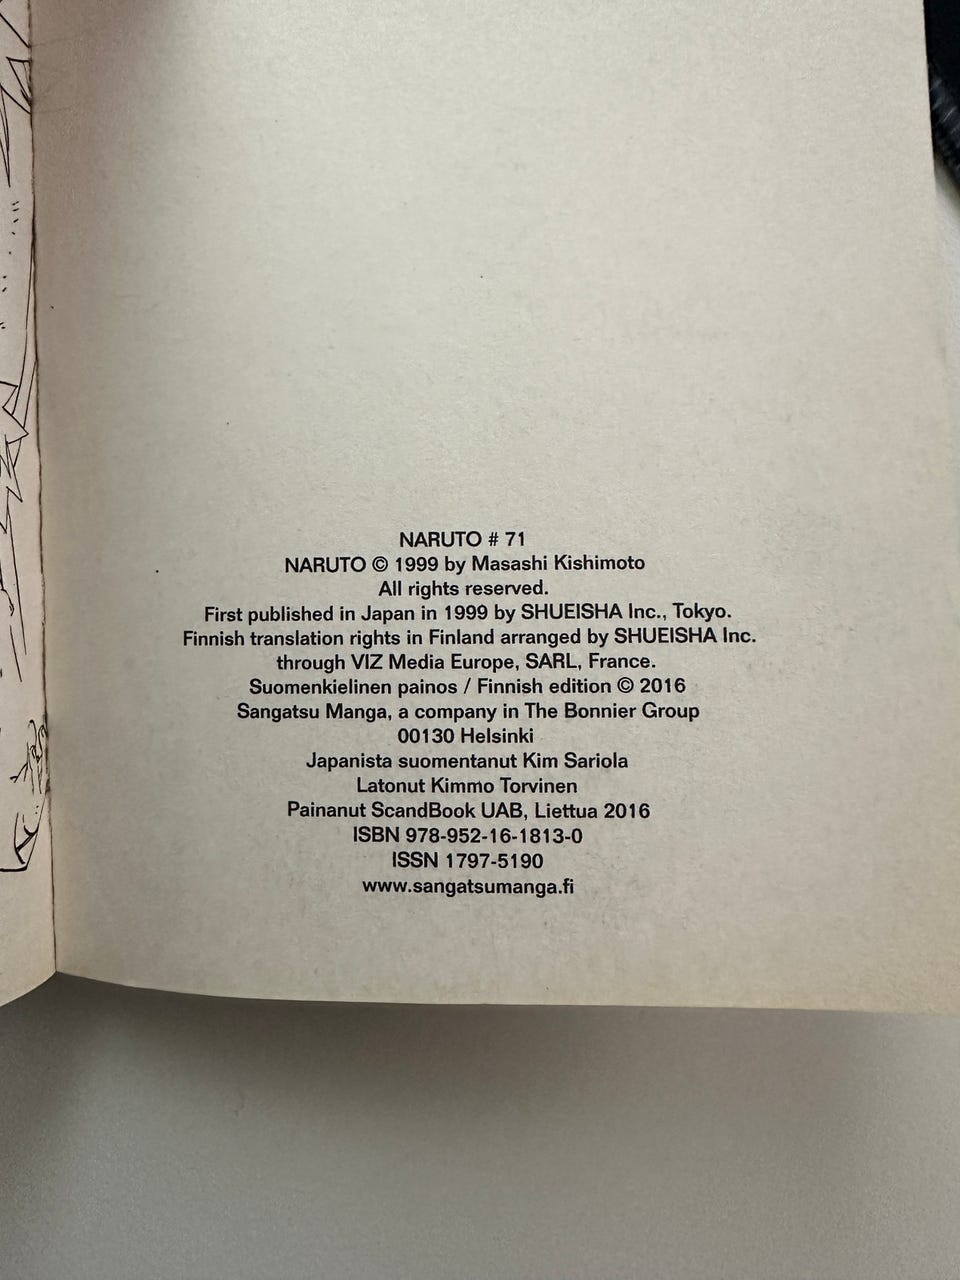 NARUTO # 71
NARUTO © 1999 by Masashi Kishimoto
All rights reserved.
First published in Japan in 1999 by SHUEISHA Inc., Tokyo.
Finnish translation rights in Finland arranged by SHUEISHA Inc.
through VIZ Media Europe, SARL, France.
Suomenkielinen painos / Finnish edition © 2016
Sangatsu Manga, a company in The Bonnier Group
00130 Helsinki
Japanista suomentanut Kim Sariola
Latonut Kimmo Torvinen
Painanut ScandBook UAB, Liettua 2016
ISBN 978-952-16-1813-0
ISSN 1797-5190
www.sangatsumanga.fi